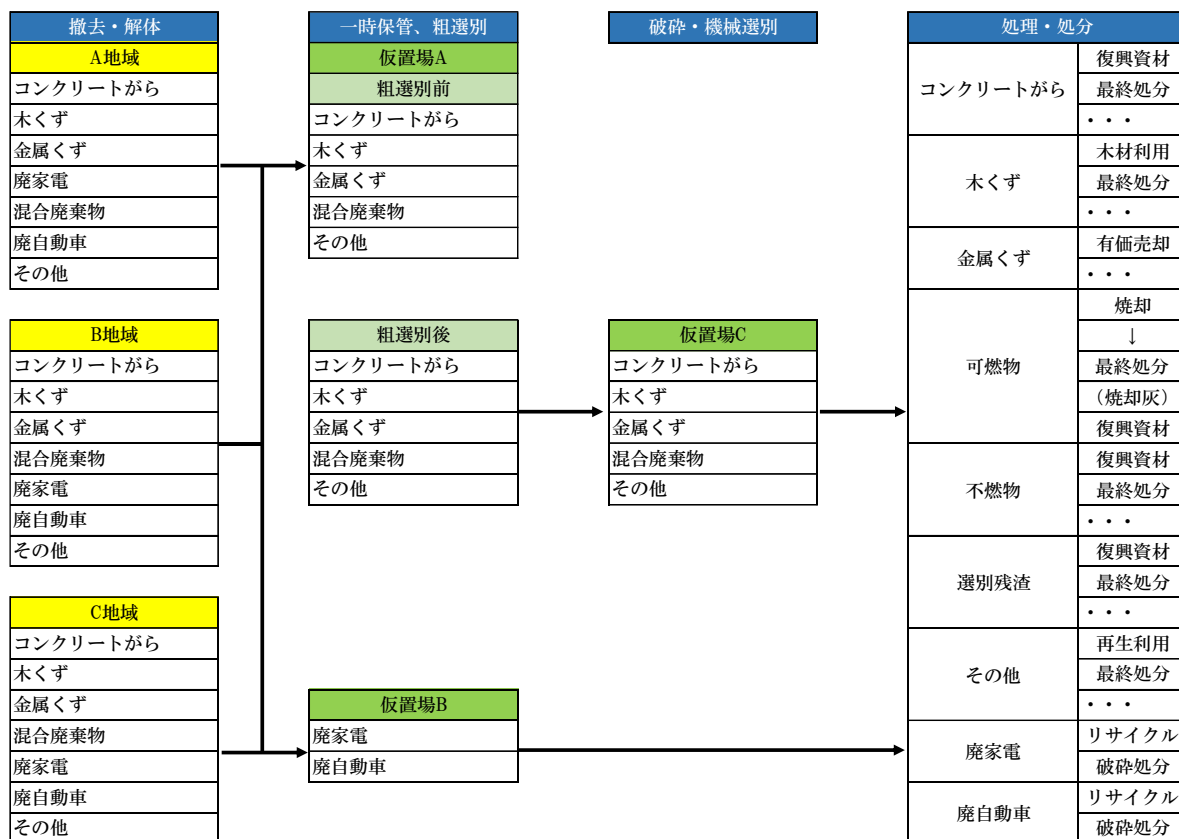 撤去・解体
A地域
コンクリートがら
木くず
金属くず
廃家電
混合廃棄物
廃自動車
その他
B地域
コンクリートがら
木くず
金属くず
混合廃棄物
廃家電
廃自動車
その他
C地域
コンクリートがら
木くず
金属くず
混合廃棄物
廃家電
廃自動車
その他
一時保管、粗選別
仮置場A
粗選別前
コンクリートがら
木くず
金属くず
混合廃棄物
その他
粗選別後
コンクリートがら
木くず
金属くず
混合廃棄物
その他
仮置場B
廃家電
廃自動車
破砕・機械選別
仮置場C
コンクリートがら
木くず
金属くず
混合廃棄物
その他
処理・処分
コンクリートがら
復興資材
最終処分
・・・
木くず
木材利用
最終処分
・・・
金属くず
有価売却
・・・
可燃物
焼却
↓
最終処分
（焼却灰）
復興資材
不燃物
復興資材
最終処分
・・・
選別残渣
復興資材
最終処分
・・・
その他
再生利用
最終処分
・・・
廃家電
リサイクル
破砕処分
廃自動車
リサイクル
破砕処分